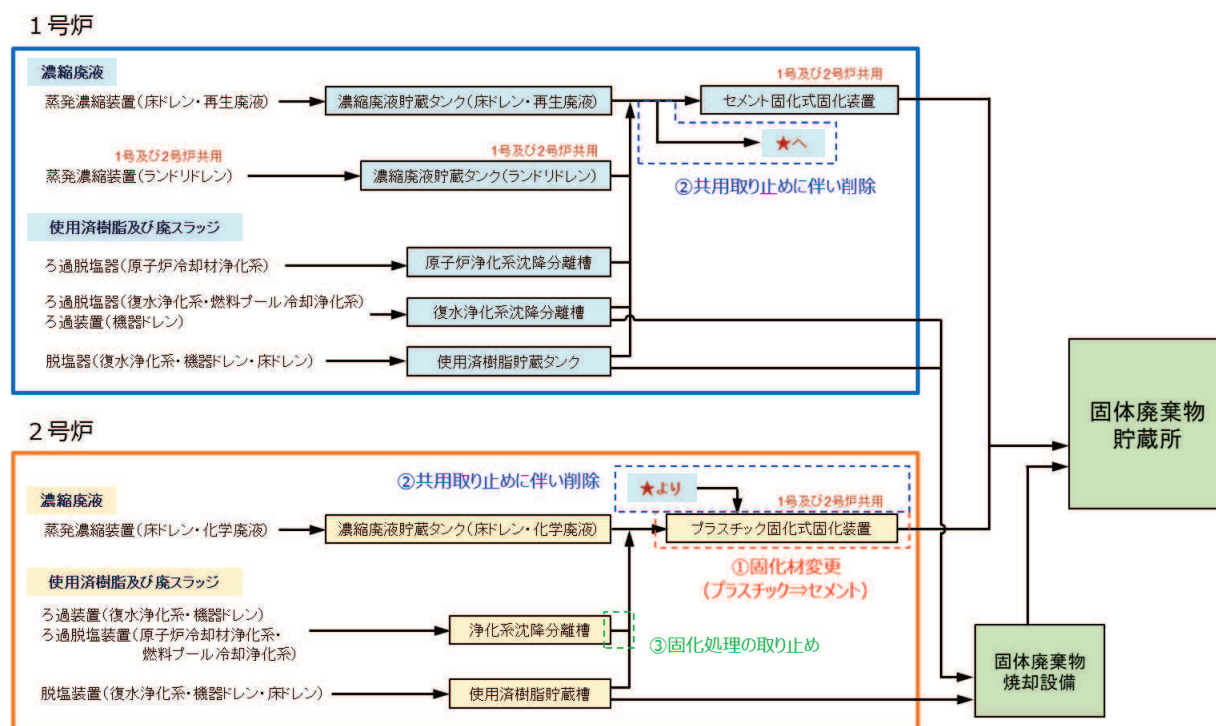 1号炉
濃縮廃液
1号及び2号炉共用
蒸発濃縮装置(床ドレン・再生廃液)
濃縮廃液貯蔵タンク(床ドレン・再生廃液)
セメント固化式固化装置
★へ
1号及び2号炉共用
1号及び2号炉共用
蒸発濃縮装置(ランドリドレン)
濃縮廃液貯蔵タンク(ランドリドレン)
②共用取り止めに伴い削除
使用済樹脂及び廃スラッジ
ろ過脱塩器(原子炉冷却材浄化系)
原子炉浄化系沈降分離槽
ろ過脱塩器(復水浄化系・燃料プール冷却浄化系)
ろ過装置(機器ドレン)
復水浄化系沈降分離槽
脱塩器(復水浄化系・機器ドレン・床ドレン)
使用済樹脂貯蔵タンク
固体廃棄物
貯蔵所
2号炉
②共用取り止めに伴い削除
★より
濃縮廃液
1号及び2号炉共用
蒸発濃縮装置(床ドレン・化学廃液)
濃縮廃液貯蔵タンク(床ドレン・化学廃液)
プラスチック固化式固化装置
①固化材変更
(プラスチック⇒セメント)
使用済樹脂及び廃スラッジ
ろ過装置(復水浄化系・機器ドレン)
ろ過脱塩装置(原子炉冷却材浄化系・
燃料プール冷却浄化系)
浄化系沈降分離槽
③固化処理の取り止め
脱塩装置(復水浄化系・機器ドレン・床ドレン)
使用済樹脂貯蔵槽
固体廃棄物
焼却設備